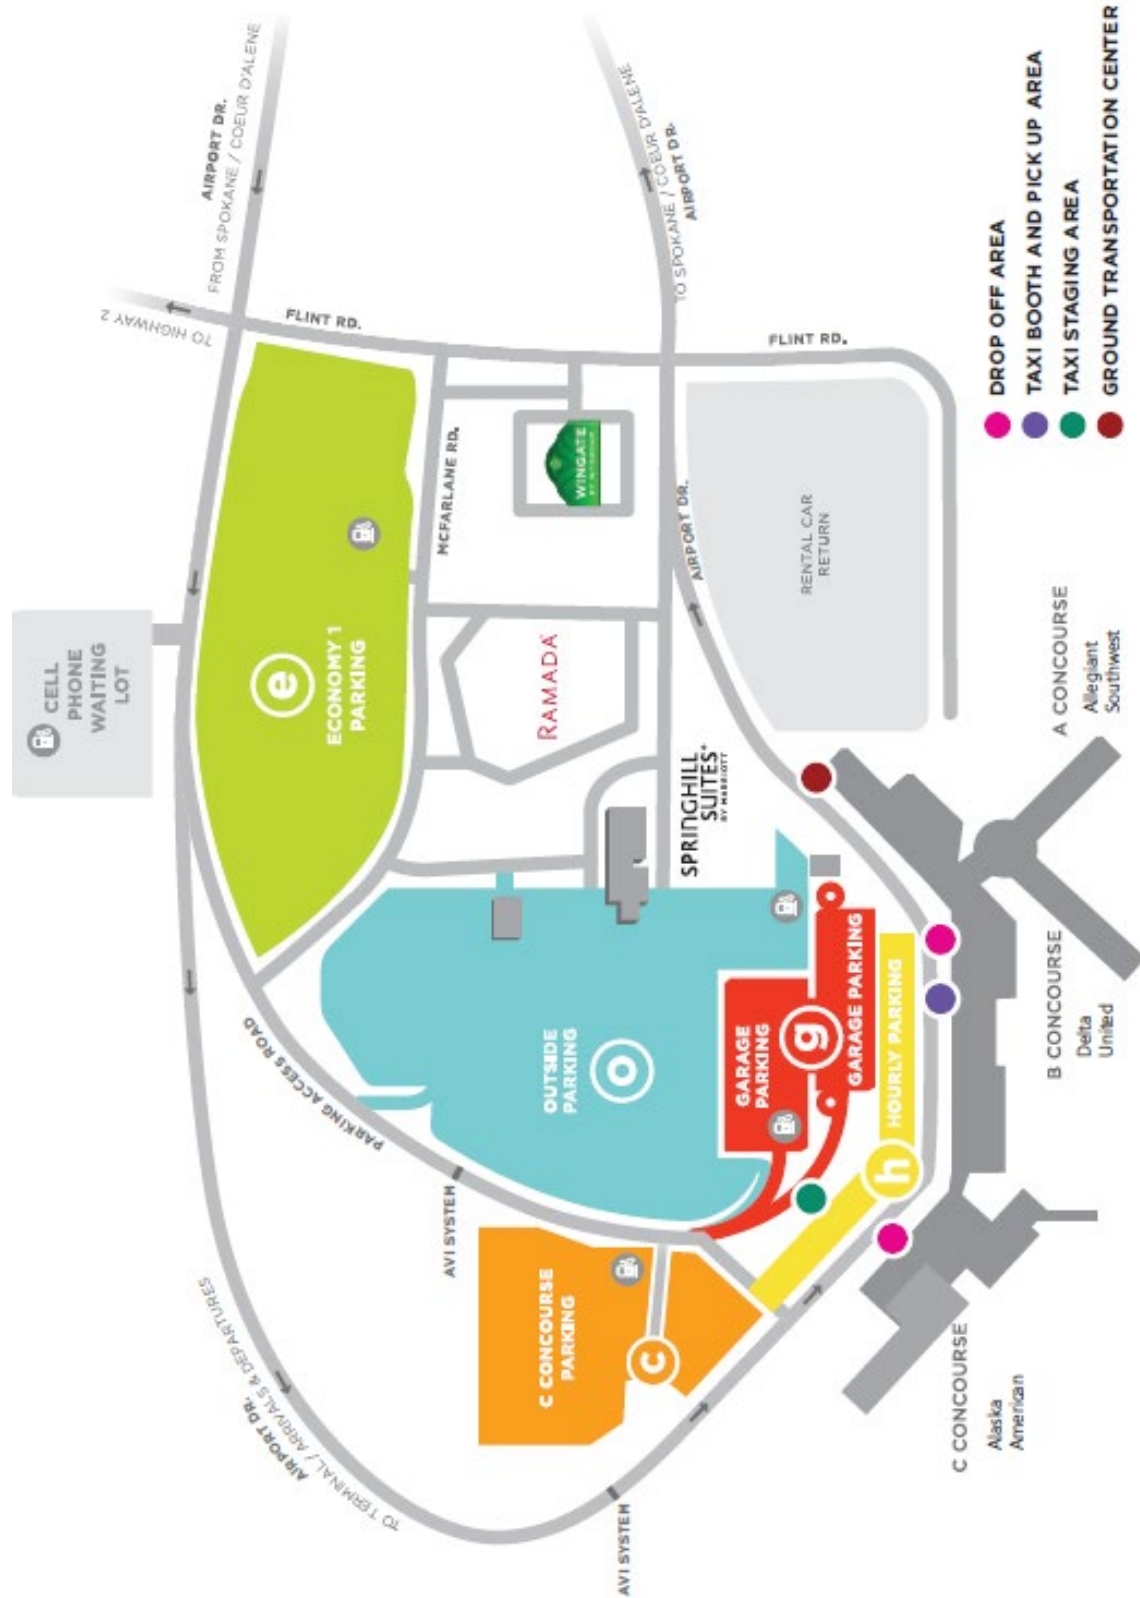 CELL
PHONE
WAITING
LOT
AIRPORT DR.
FROM SPOKANE / COEUR D'ALENE
TO HIGHWAY 2
FLINT RD.
e
ECONOMY 1
PARKING
MCFARLANE RD.
WINGATE
BY WYNDHAM
RAMADA
SPRINGHILL
SUITES
BY MARRIOTT
TO SPOKANE / COEUR D'ALENE
AIRPORT DR.
FLINT RD.
AIRPORT DR.
RENTAL CAR
RETURN
PARKING ACCESS ROAD
AVI SYSTEM
OUTSIDE
PARKING
o
GARAGE
PARKING
g
GARAGE PARKING
h
HOURLY PARKING
C CONCOURSE
PARKING
c
AIRPORT DR.
TO TERMINAL / ARRIVALS & DEPARTURES
AVI SYSTEM
C CONCOURSE
Alaska
American
B CONCOURSE
Delta
United
A CONCOURSE
Allegiant
Southwest
DROP OFF AREA
TAXI BOOTH AND PICK UP AREA
TAXI STAGING AREA
GROUND TRANSPORTATION CENTER